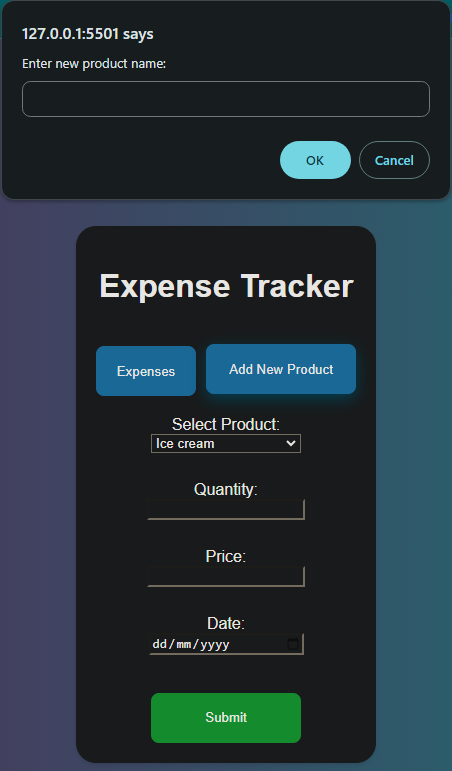 127.0.0.1:5501 says
Enter new product name:
OK Cancel
Expense Tracker
Expenses Add New Product
Select Product:
Ice cream
Quantity:
Price:
Date:
dd/mm/yyyy
Submit